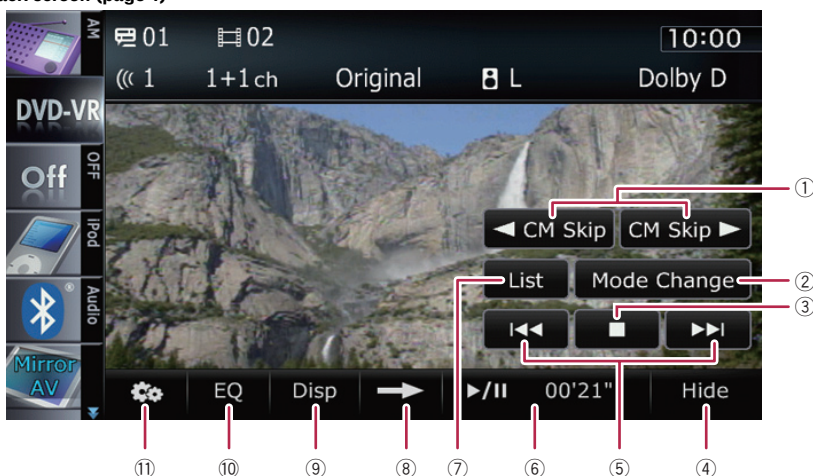 01 02 10:00
((( 1 1+1ch Original L Dolby D
AM
DVD-VR
Off
OFF
iPod
Audio
®
Mirror
AV
◄ CM Skip CM Skip ►
List Mode Change
EQ Disp ►/II 00'21" Hide
①
②
③
⑪ ⑩ ⑨ ⑧ ⑦ ⑥ ⑤ ④